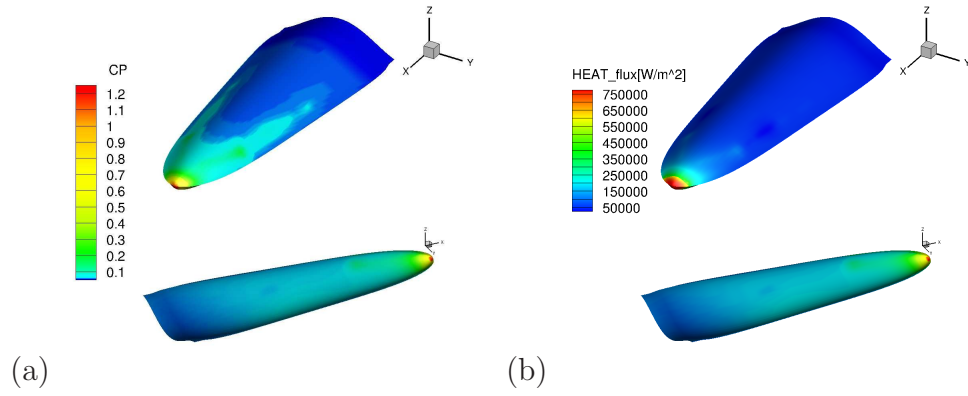 Z
X
Y
CP
1.2
1.1
1
0.9
0.8
0.7
0.6
0.5
0.4
0.3
0.2
0.1
Z
X
(a)
Z
X
Y
HEAT_flux[W/m^2]
750000
650000
550000
450000
350000
250000
150000
50000
Z
X
(b)